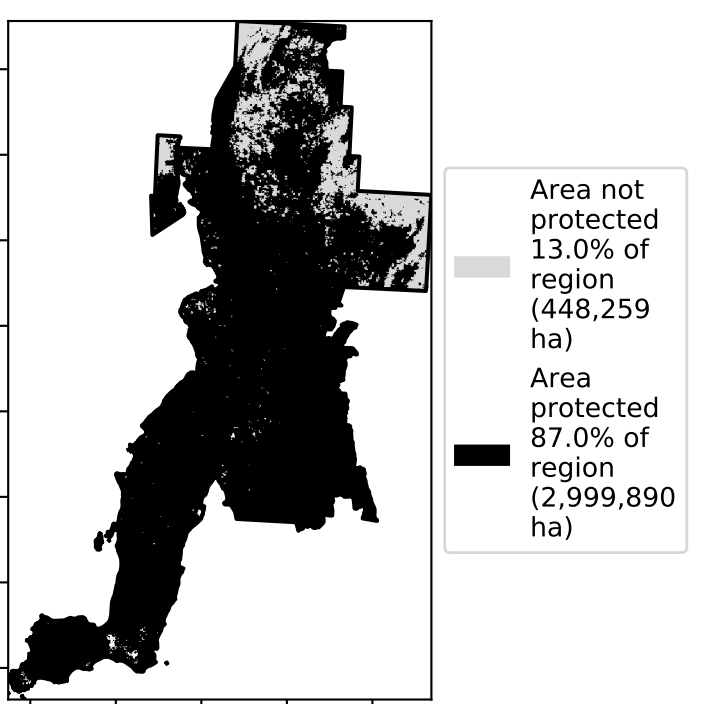 Area not
protected
13.0% of
region
(448,259
ha)
Area
protected
87.0% of
region
(2,999,890
ha)